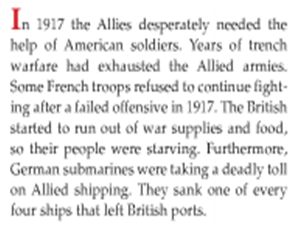 In 1917 the Allies desperately needed the
help of American soldiers. Years of trench
warfare had exhausted the Allied armies.
Some French troops refused to continue fight-
ing after a failed offensive in 1917. The British
started to run out of war supplies and food,
so their people were starving. Furthermore,
German submarines were taking a deadly toll
on Allied shipping. They sank one of every
four ships that left British ports.